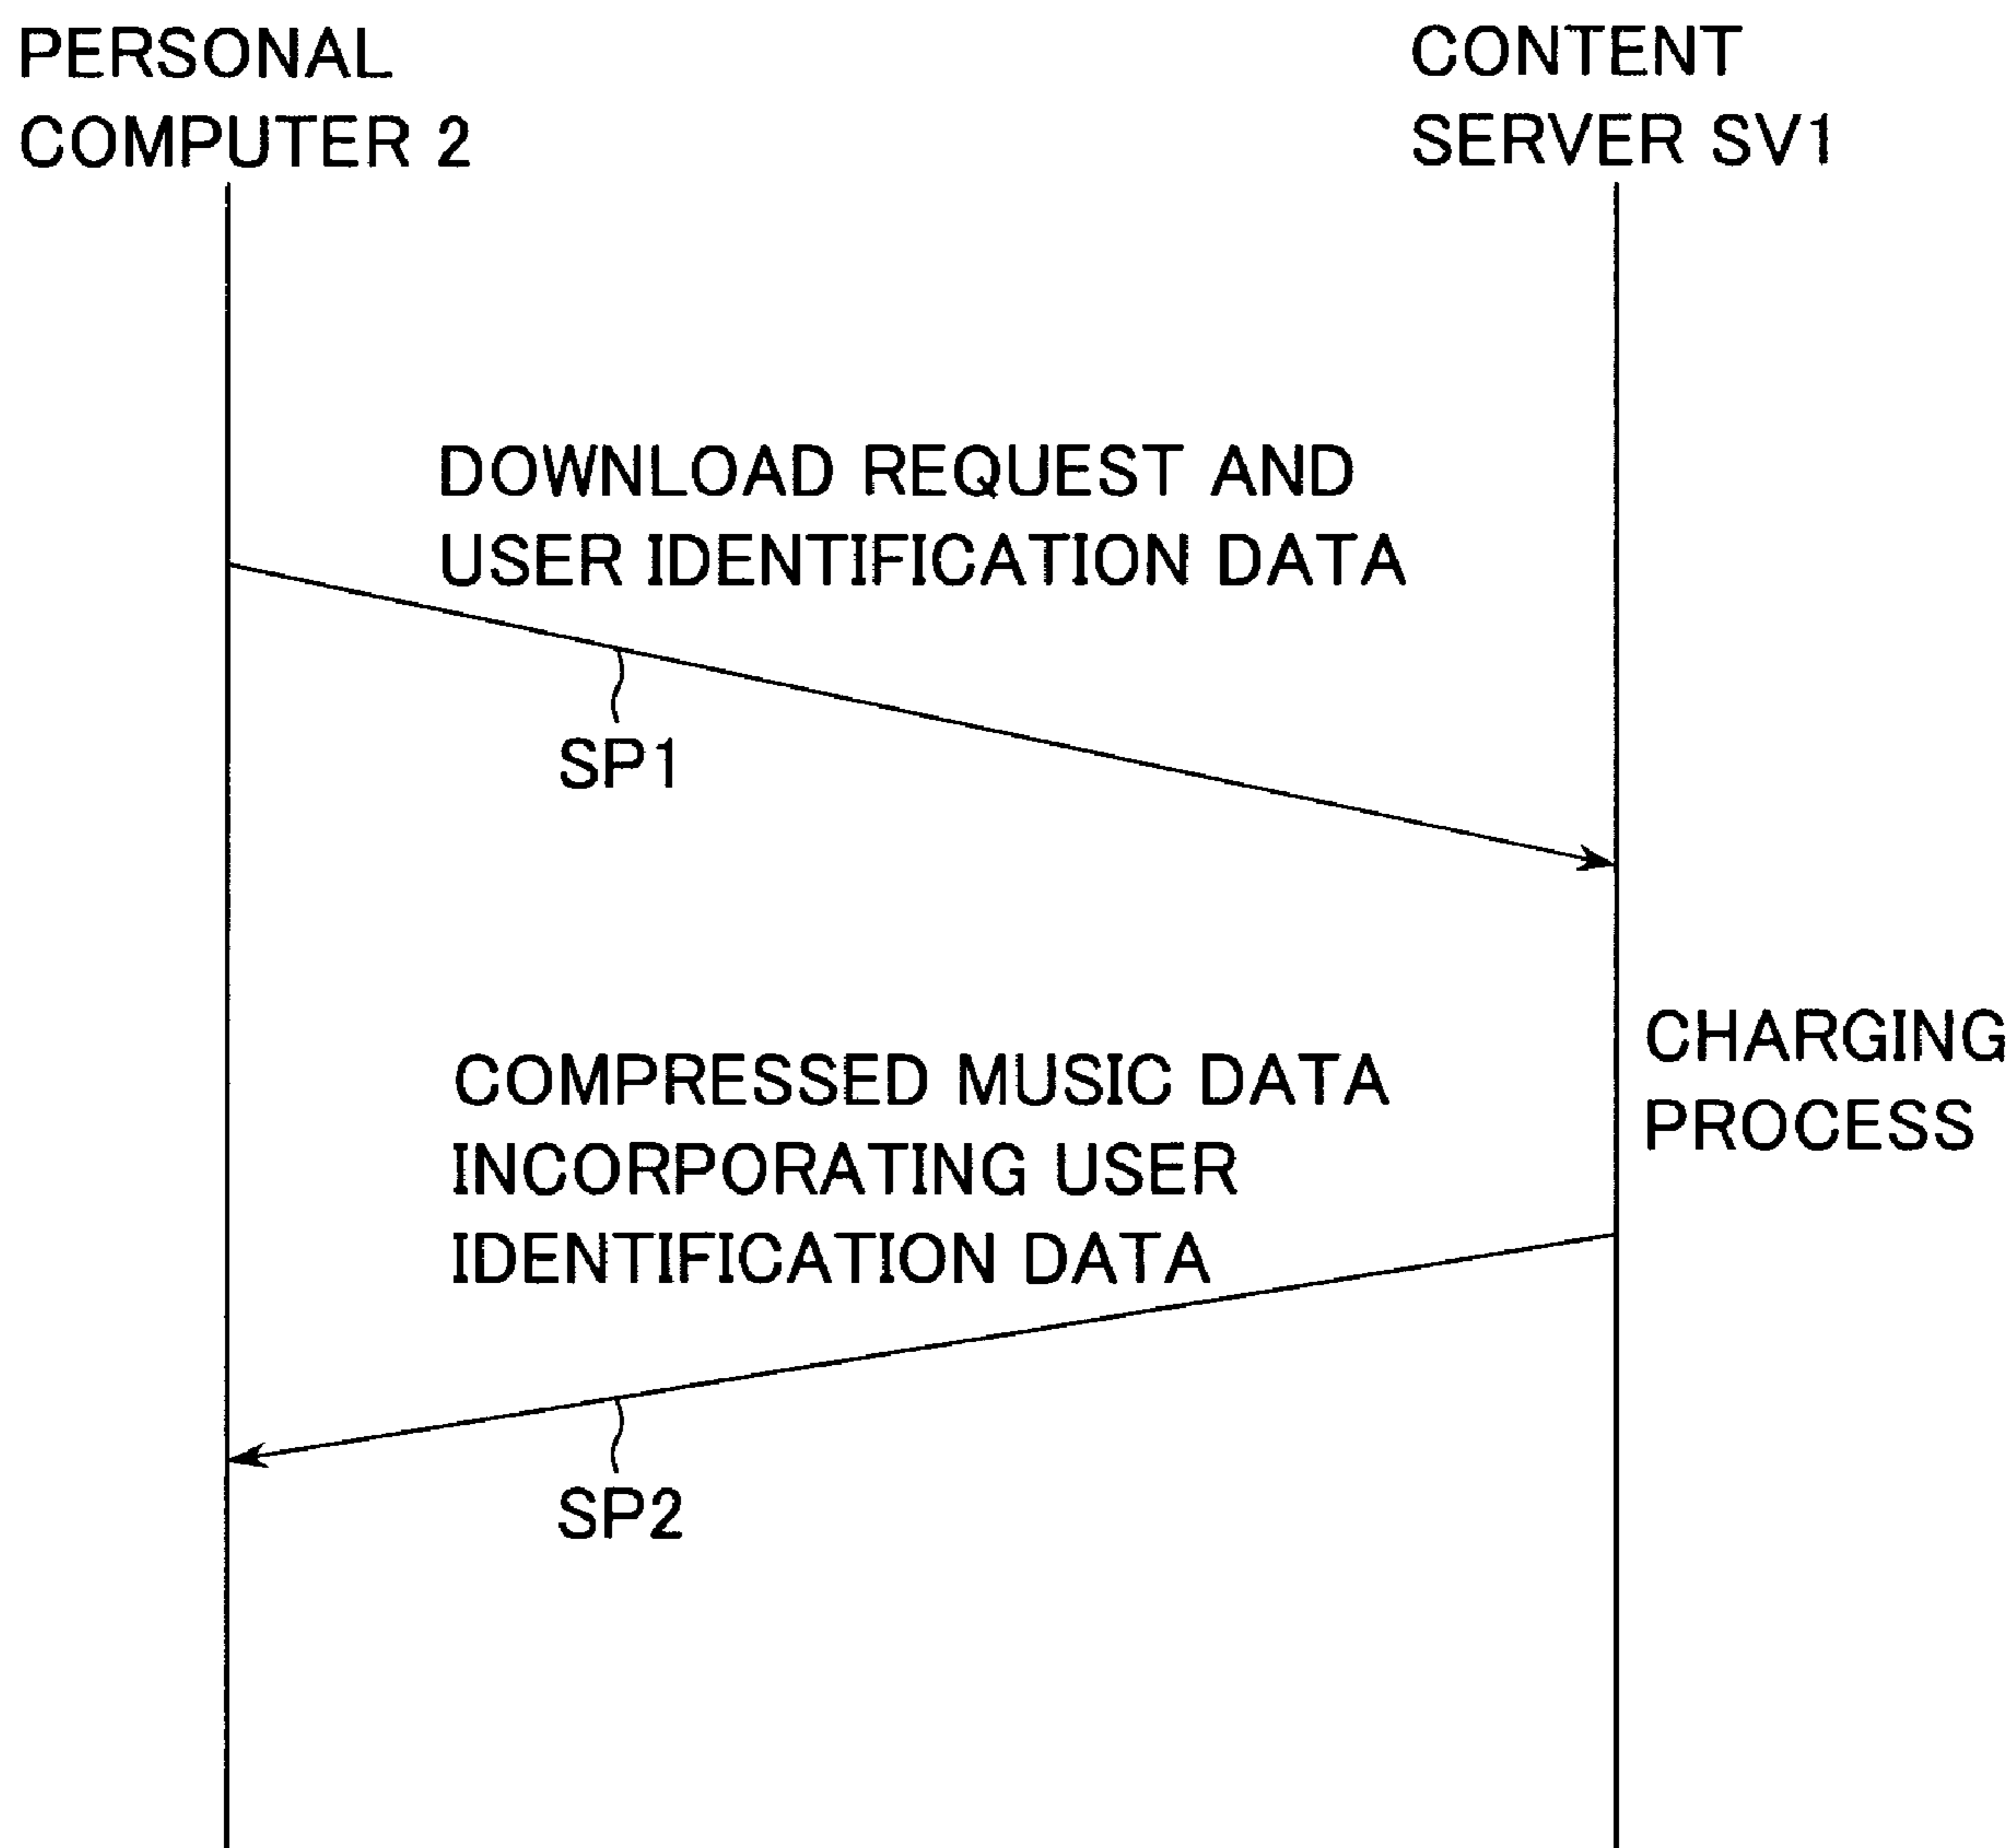 PERSONAL
COMPUTER 2
CONTENT
SERVER SV1
DOWNLOAD REQUEST AND
USER IDENTIFICATION DATA
SP1
CHARGING
PROCESS
COMPRESSED MUSIC DATA
INCORPORATING USER
IDENTIFICATION DATA
SP2